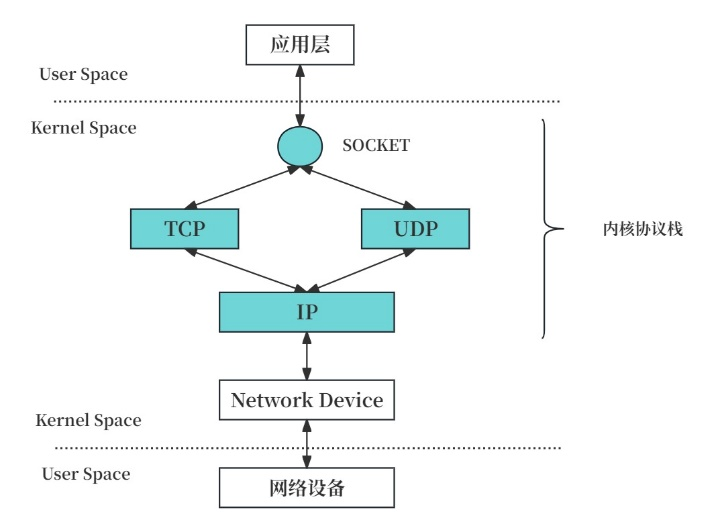 应用层
User Space
Kernel Space
SOCKET
TCP
UDP
内核协议栈
IP
Network Device
Kernel Space
User Space
网络设备